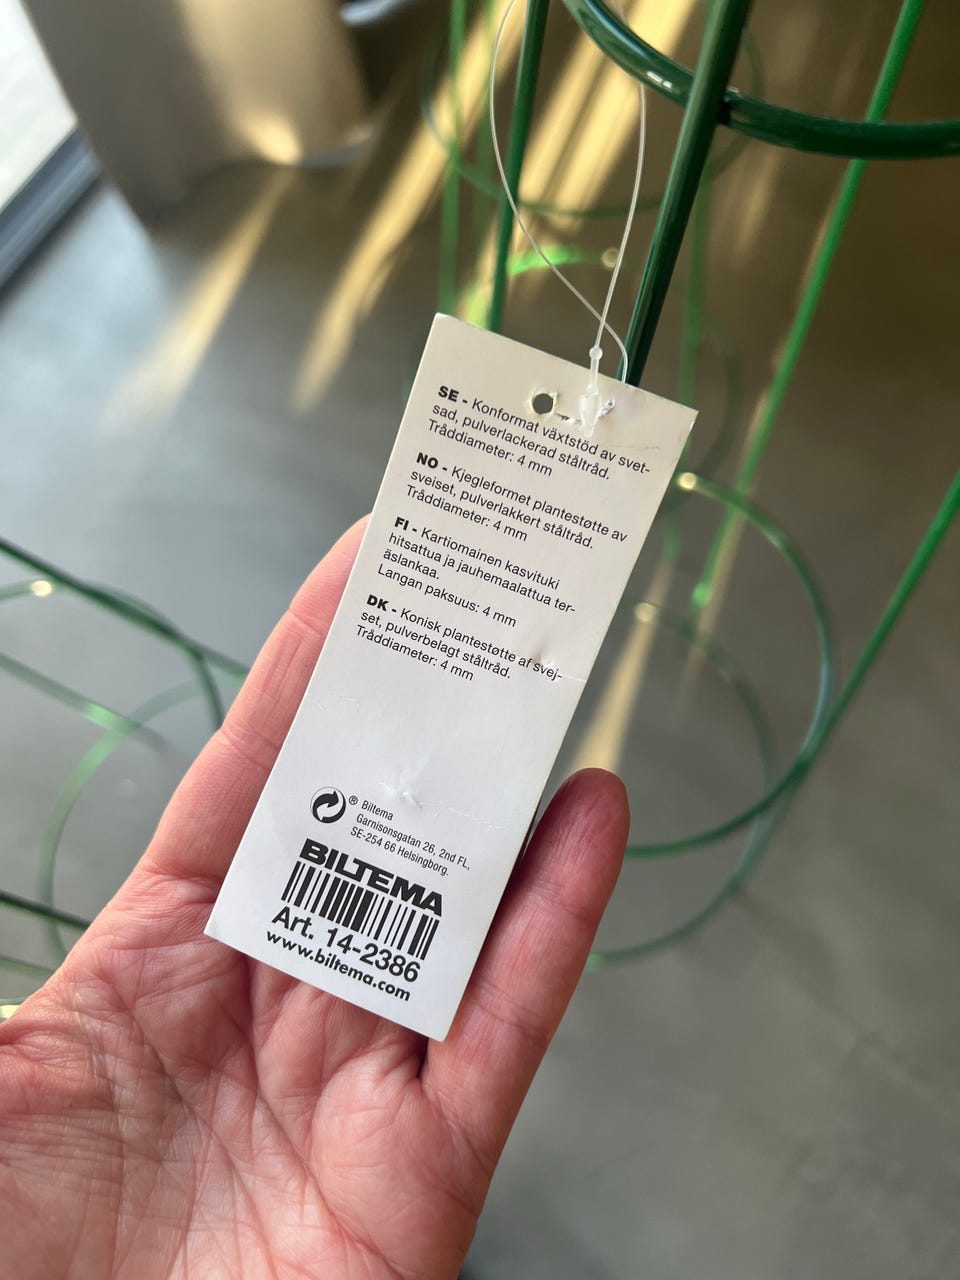 SE - Konformat växtstöd av svet-
sad, pulverlackerad ståltråd.
Tråddiameter: 4 mm
NO - Kjegleformet plantestøtte av
sveiset, pulverlakkert ståltråd.
Tråddiameter: 4 mm
FI - Kartiomainen kasvituki
hitsattua ja jauhemaalattua ter-
äslankaa.
Langan paksuus: 4 mm
DK - Konisk plantestøtte af svej-
set, pulverbelagt ståltråd.
Tråddiameter: 4 mm
® Biltema
Garnisonsgatan 26, 2nd FL,
SE-254 66 Helsingborg.
BILTEMA
Art. 14-2386
www.biltema.com